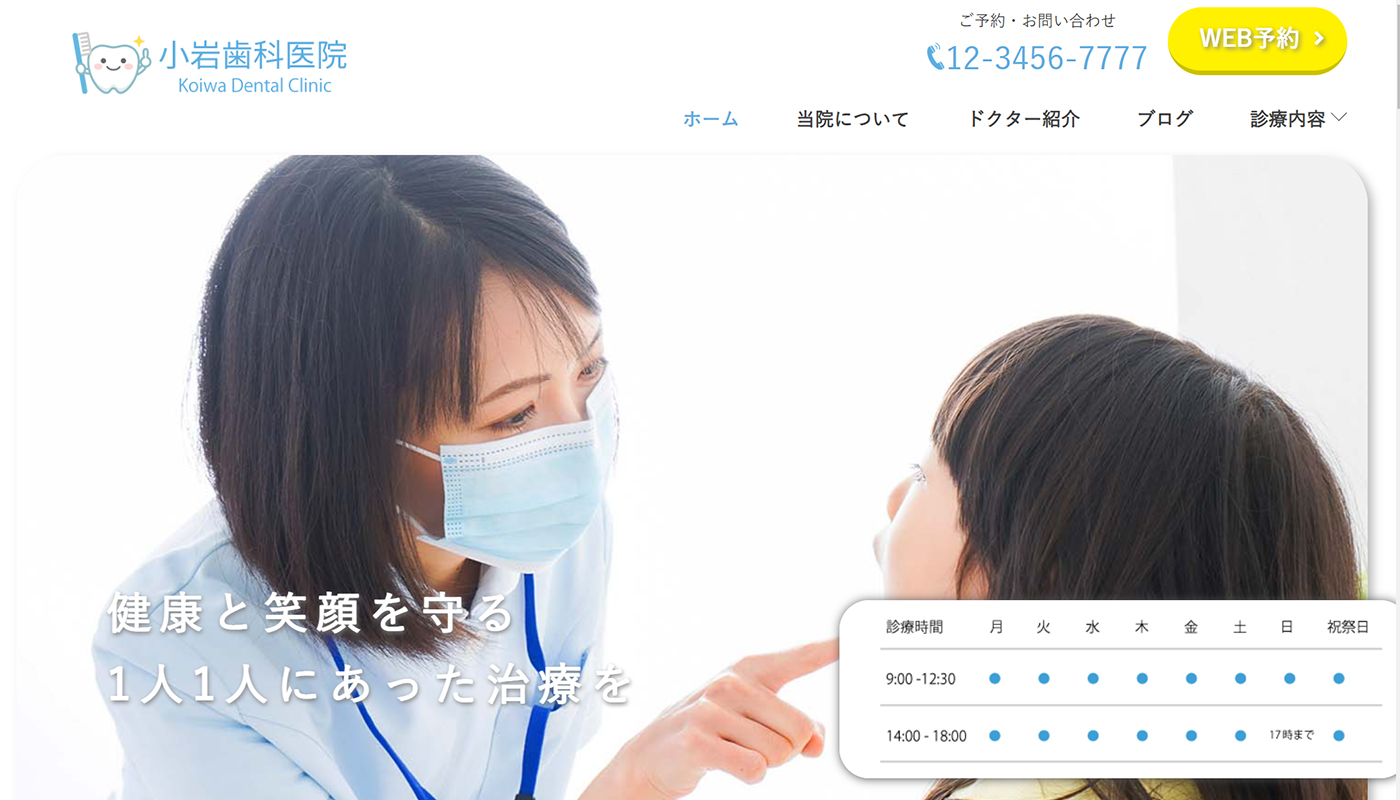 小岩歯科医院
Koiwa Dental Clinic
ご予約・お問い合わせ
12-3456-7777
WEB予約
ホーム 当院について ドクター紹介 ブログ 診療内容
健康と笑顔を守る
1人1人にあった治療を
診療時間 月 火 水 木 金 土 日 祝祭日
9:00 -12:30 ● ● ● ● ● ● ● ●
14:00 - 18:00 ● ● ● ● ● ● 17時まで ●